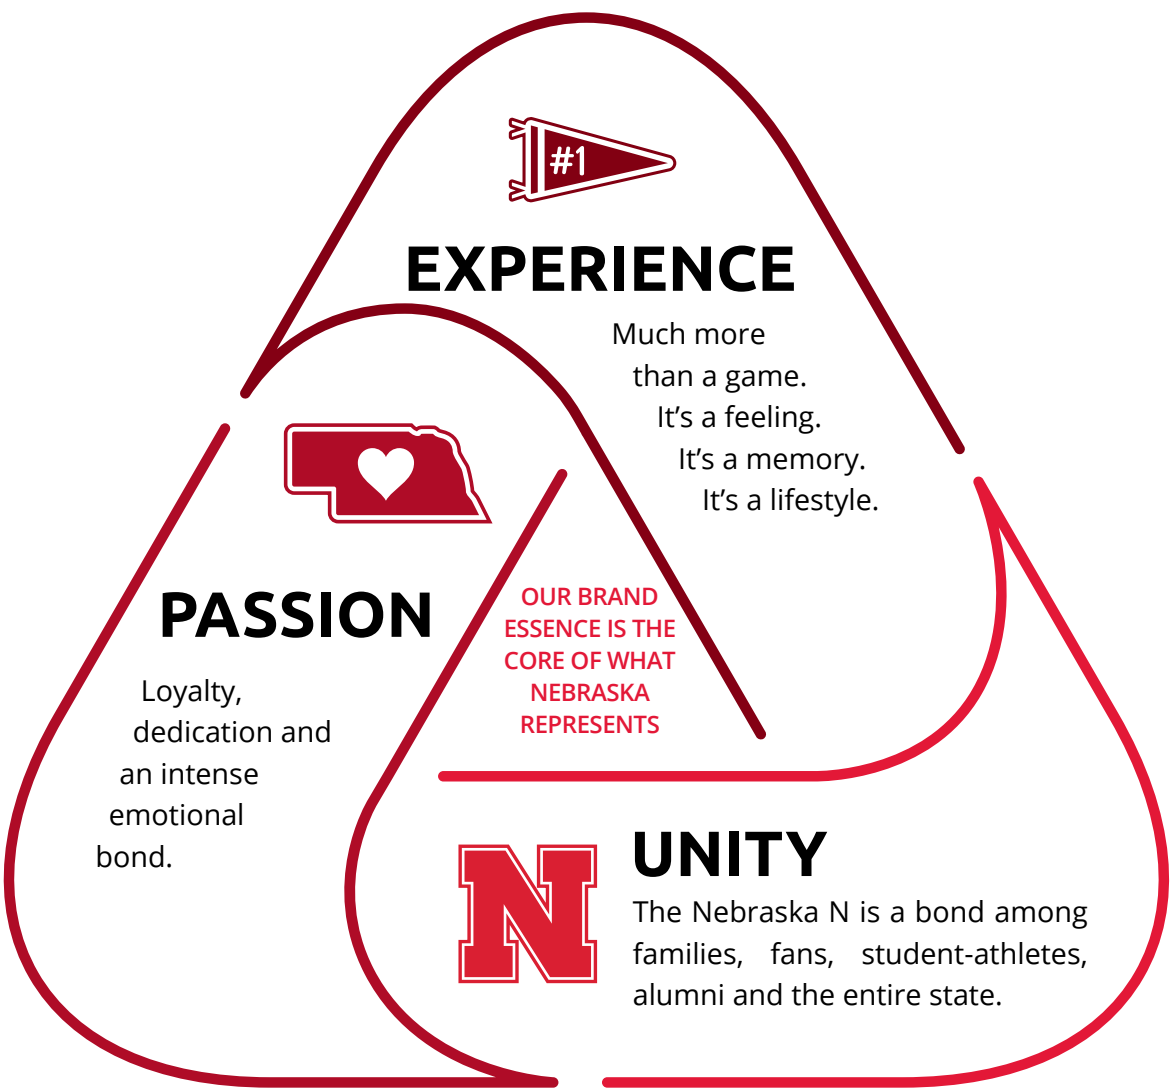 #1
EXPERIENCE
Much more
than a game.
It’s a feeling.
It’s a memory.
It’s a lifestyle.
PASSION
Loyalty,
dedication and
an intense
emotional
bond.
OUR BRAND
ESSENCE IS THE
CORE OF WHAT
NEBRASKA
REPRESENTS
N
UNITY
The Nebraska N is a bond among
families, fans, student-athletes,
alumni and the entire state.